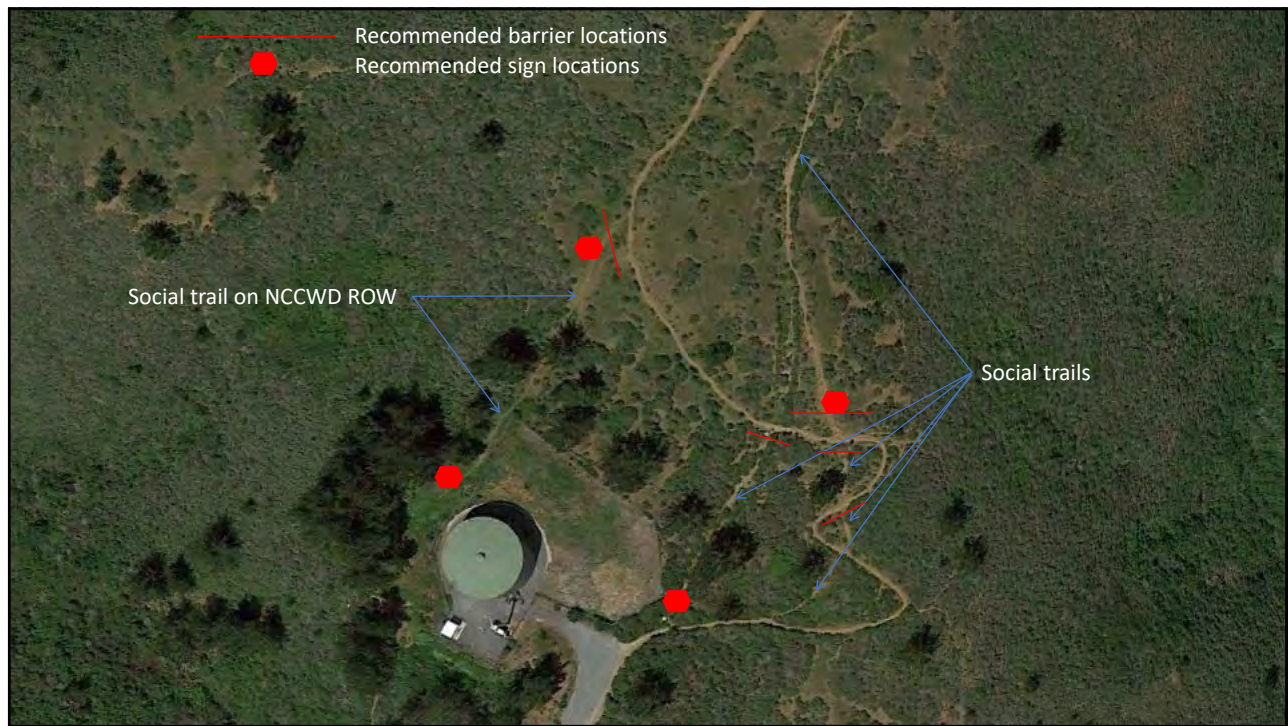 Recommended barrier locations
Recommended sign locations
Social trail on NCCWD ROW
Social trails